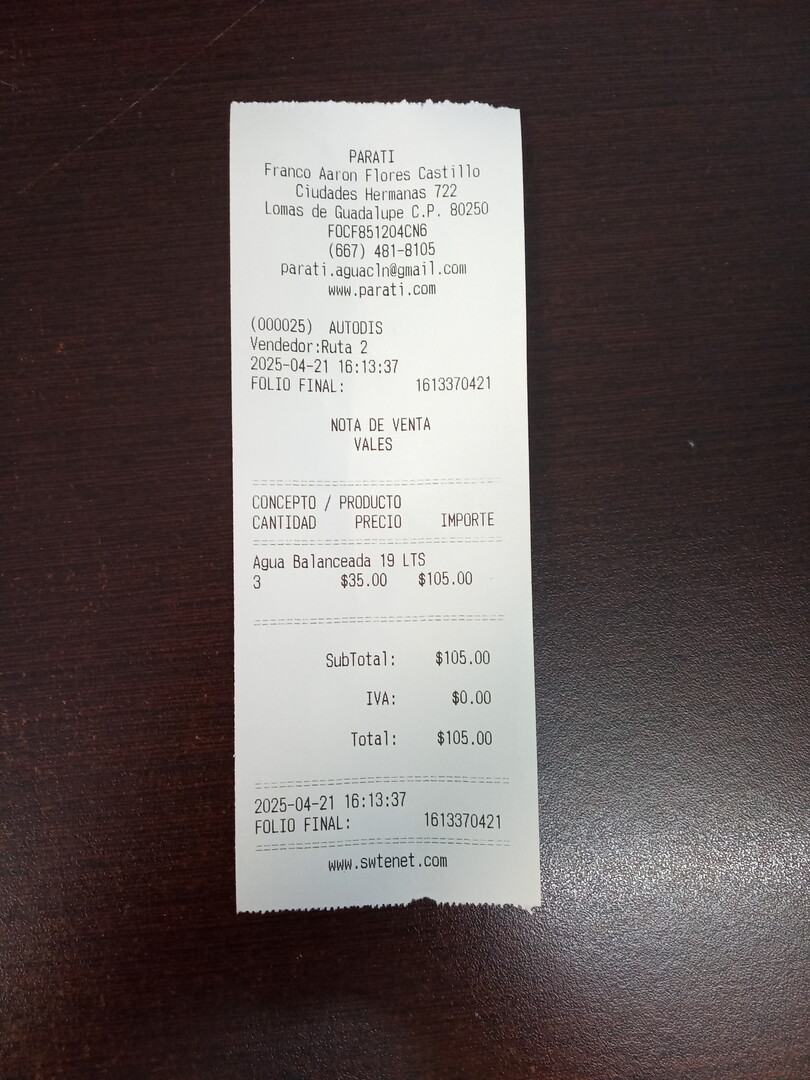 PARATI
Franco Aaron Flores Castillo
Ciudades Hermanas 722
Lomas de Guadalupe C.P. 80250
FOCF851204CN6
(667) 481-8105
parati.aguacln@gmail.com
www.parati.com
(000025) AUTODIS
Vendedor:Ruta 2
2025-04-21 16:13:37
FOLIO FINAL: 1613370421
NOTA DE VENTA
VALES
CONCEPTO / PRODUCTO
CANTIDAD PRECIO IMPORTE
Agua Balanceada 19 LTS
3 $35.00 $105.00
SubTotal: $105.00
IVA: $0.00
Total: $105.00
2025-04-21 16:13:37
FOLIO FINAL: 1613370421
www.swtenet.com